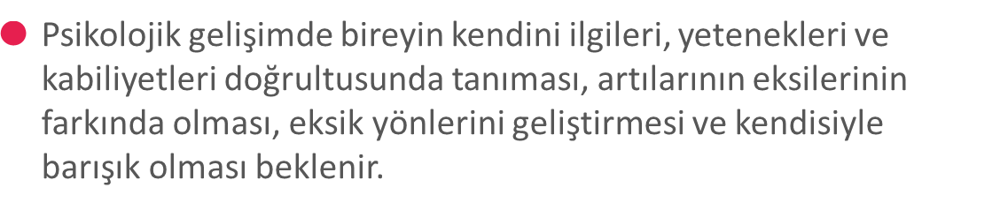 Psikolojik gelişimde bireyin kendini ilgileri, yetenekleri ve
kabiliyetleri doğrultusunda tanıması, artılarının eksilerinin
farkında olması, eksik yönlerini geliştirmesi ve kendisiyle
barışık olması beklenir.